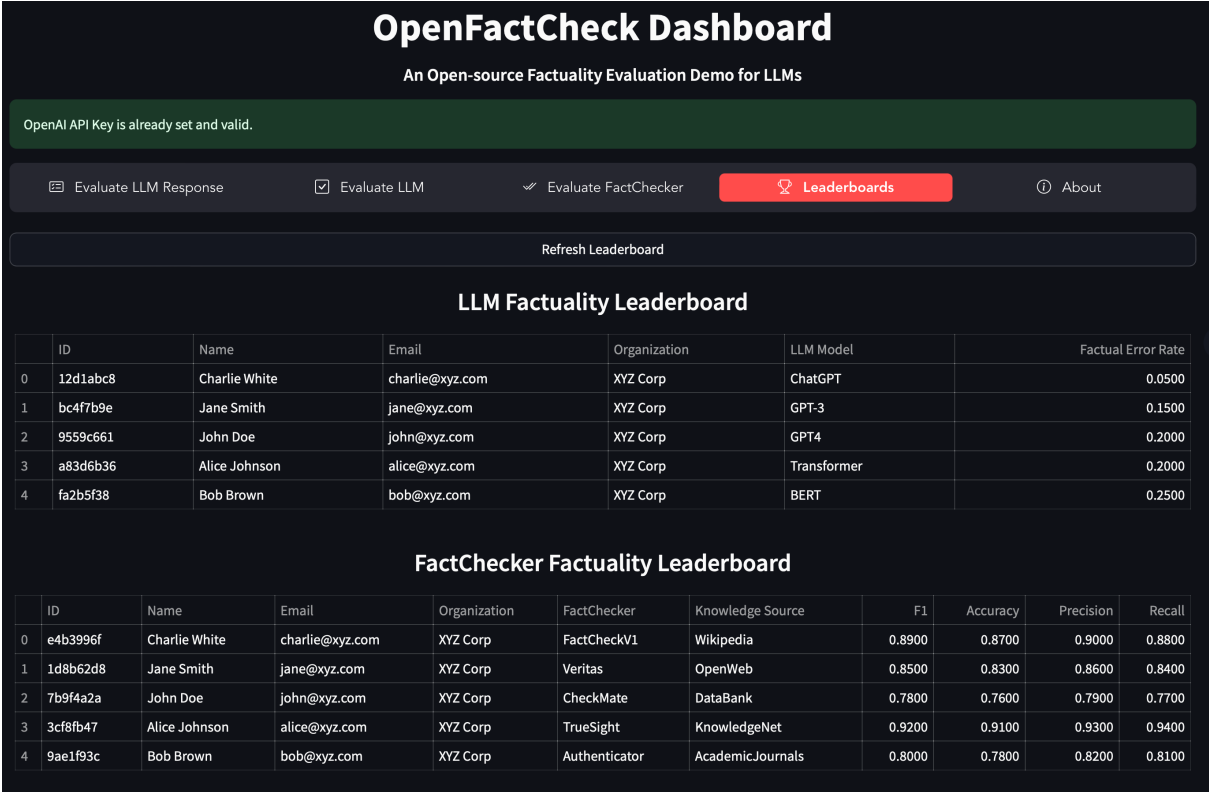 OpenFactCheck Dashboard
An Open-source Factuality Evaluation Demo for LLMs
OpenAI API Key is already set and valid.
Evaluate LLM Response Evaluate LLM Evaluate FactChecker Leaderboards About
Refresh Leaderboard
LLM Factuality Leaderboard
ID Name Email Organization LLM Model Factual Error Rate
0 12d1abc8 Charlie White charlie@xyz.com XYZ Corp ChatGPT 0.0500
1 bc4f7b9e Jane Smith jane@xyz.com XYZ Corp GPT-3 0.1500
2 9559c661 John Doe john@xyz.com XYZ Corp GPT4 0.2000
3 a83d6b36 Alice Johnson alice@xyz.com XYZ Corp Transformer 0.2000
4 fa2b5f38 Bob Brown bob@xyz.com XYZ Corp BERT 0.2500
FactChecker Factuality Leaderboard
ID Name Email Organization FactChecker Knowledge Source F1 Accuracy Precision Recall
0 e4b3996f Charlie White charlie@xyz.com XYZ Corp FactCheckV1 Wikipedia 0.8900 0.8700 0.9000 0.8800
1 1d8b62d8 Jane Smith jane@xyz.com XYZ Corp Veritas OpenWeb 0.8500 0.8300 0.8600 0.8400
2 7b9f4a2a John Doe john@xyz.com XYZ Corp CheckMate DataBank 0.7800 0.7600 0.7900 0.7700
3 3cf8fb47 Alice Johnson alice@xyz.com XYZ Corp TrueSight KnowledgeNet 0.9200 0.9100 0.9300 0.9400
4 9ae1f93c Bob Brown bob@xyz.com XYZ Corp Authenticator AcademicJournals 0.8000 0.7800 0.8200 0.8100